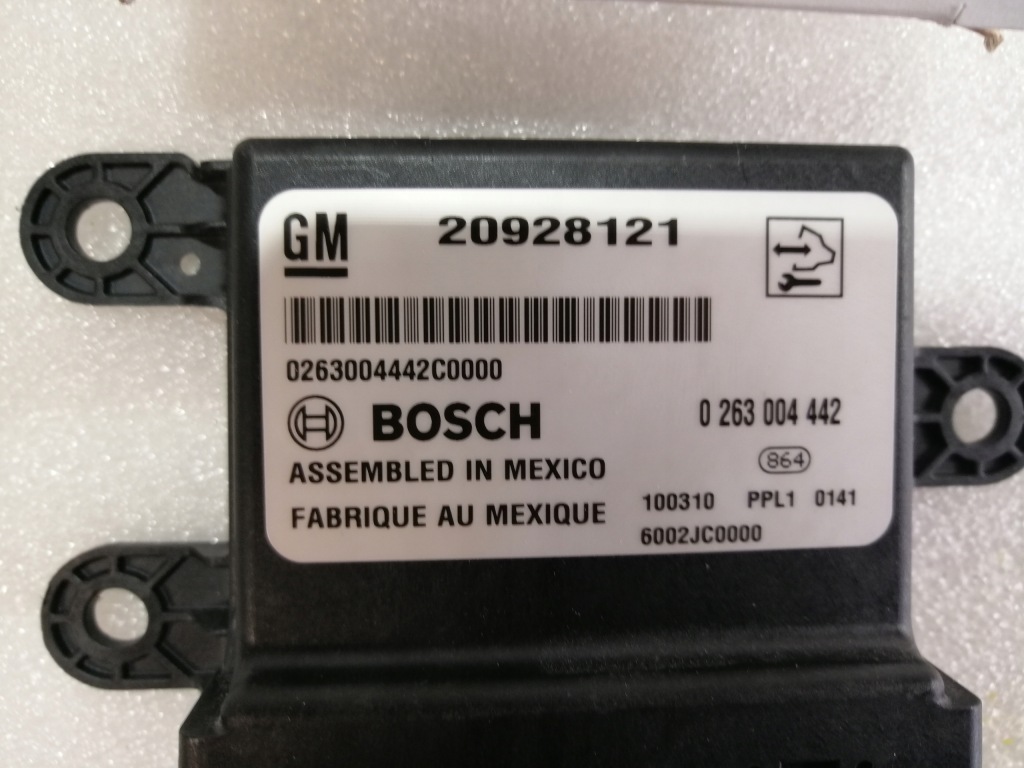 GM 20928121
0263004442C0000
BOSCH 0 263 004 442
864
ASSEMBLED IN MEXICO
100310 PPL1 0141
FABRIQUE AU MEXIQUE
6002JC0000